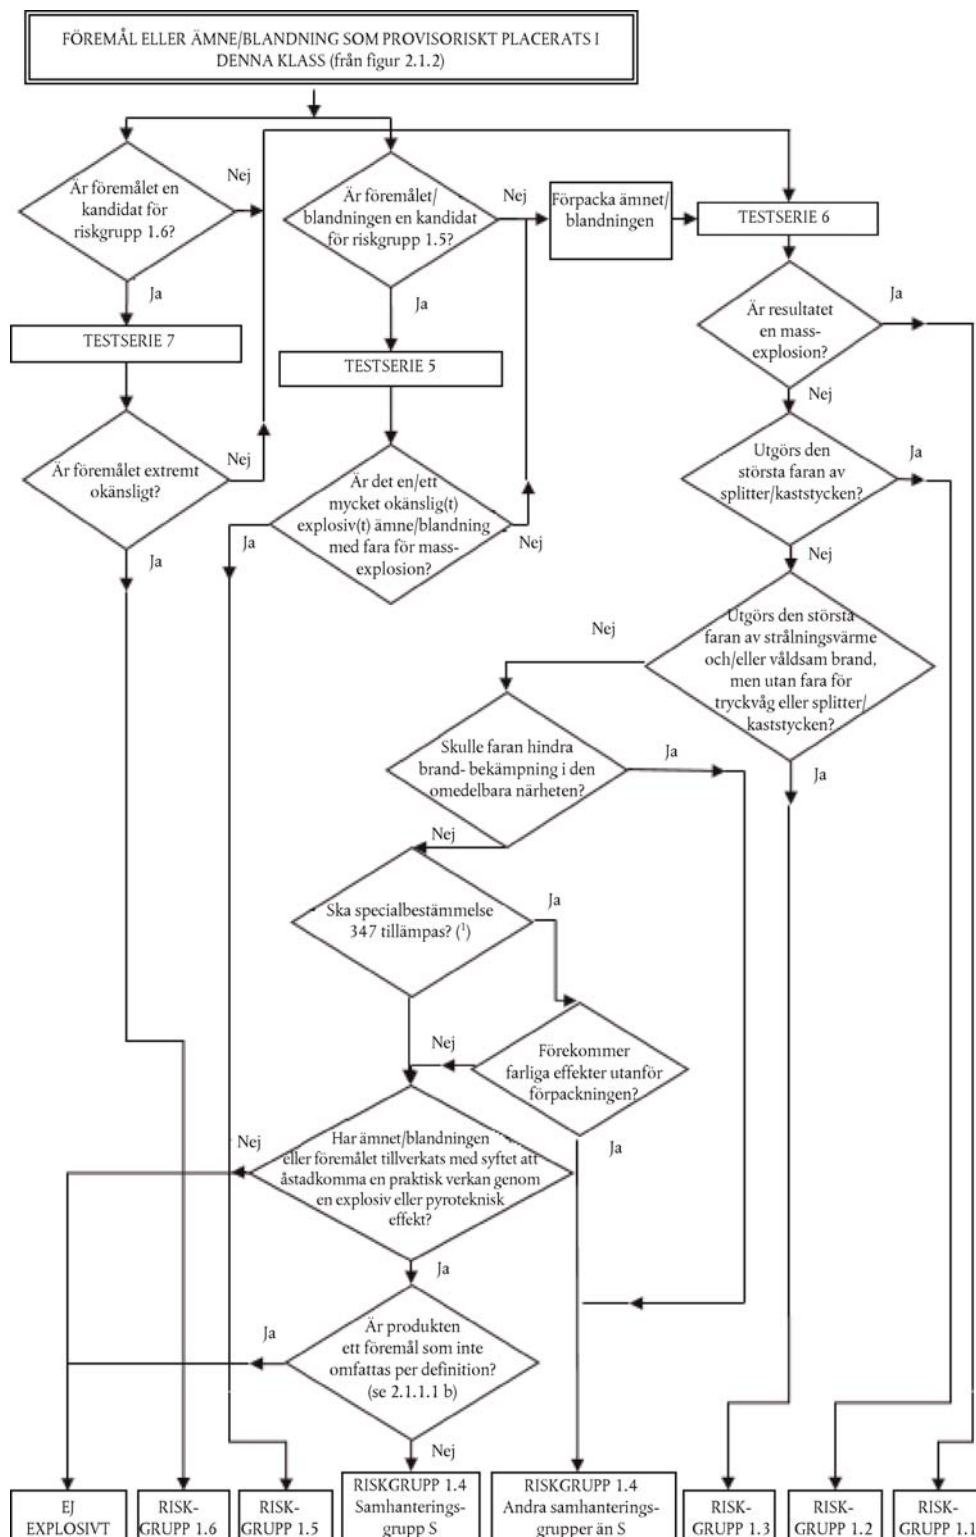 FÖREMÅL ELLER ÄMNE/BLANDNING SOM PROVISORISKT PLACERATS I
DENNA KLASS (från figur 2.1.2)
Är föremålet en
kandidat för
riskgrupp 1.6?
Nej
Ja
TESTSERIE 7
Är föremålet extremt
okänsligt?
Nej
Ja
Är föremålet/
blandningen en kandidat
för riskgrupp 1.5?
Nej
Ja
TESTSERIE 5
Är det en/ett
mycket okänslig(t)
explosiv(t) ämne/blandning
med fara för mass-
explosion?
Ja
Nej
Förpacka ämnet/
blandningen
TESTSERIE 6
Är resultatet
en mass-
explosion?
Ja
Nej
Utgörs den
största faran av
splitter/kaststycken?
Ja
Nej
Utgörs den största
faran av strålningsvärme
och/eller våldsam brand,
men utan fara för
tryckvåg eller splitter/
kaststycken?
Nej
Ja
Skulle faran hindra
brand- bekämpning i den
omedelbara närheten?
Ja
Nej
Ska specialbestämmelse
347 tillämpas? (¹)
Ja
Nej
Förekommer
farliga effekter utanför
förpackningen?
Ja
Har ämnet/blandningen
eller föremålet tillverkats med syftet att
åstadkomma en praktisk verkan genom
en explosiv eller pyroteknisk
effekt?
Nej
Ja
Är produkten
ett föremål som inte
omfattas per definition?
(se 2.1.1.1 b)
Ja
Nej
EJ
EXPLOSIVT
RISK-
GRUPP 1.6
RISK-
GRUPP 1.5
RISKGRUPP 1.4
Samhanterings-
grupp S
RISKGRUPP 1.4
Andra samhanterings-
grupper än S
RISK-
GRUPP 1.3
RISK-
GRUPP 1.2
RISK-
GRUPP 1.1